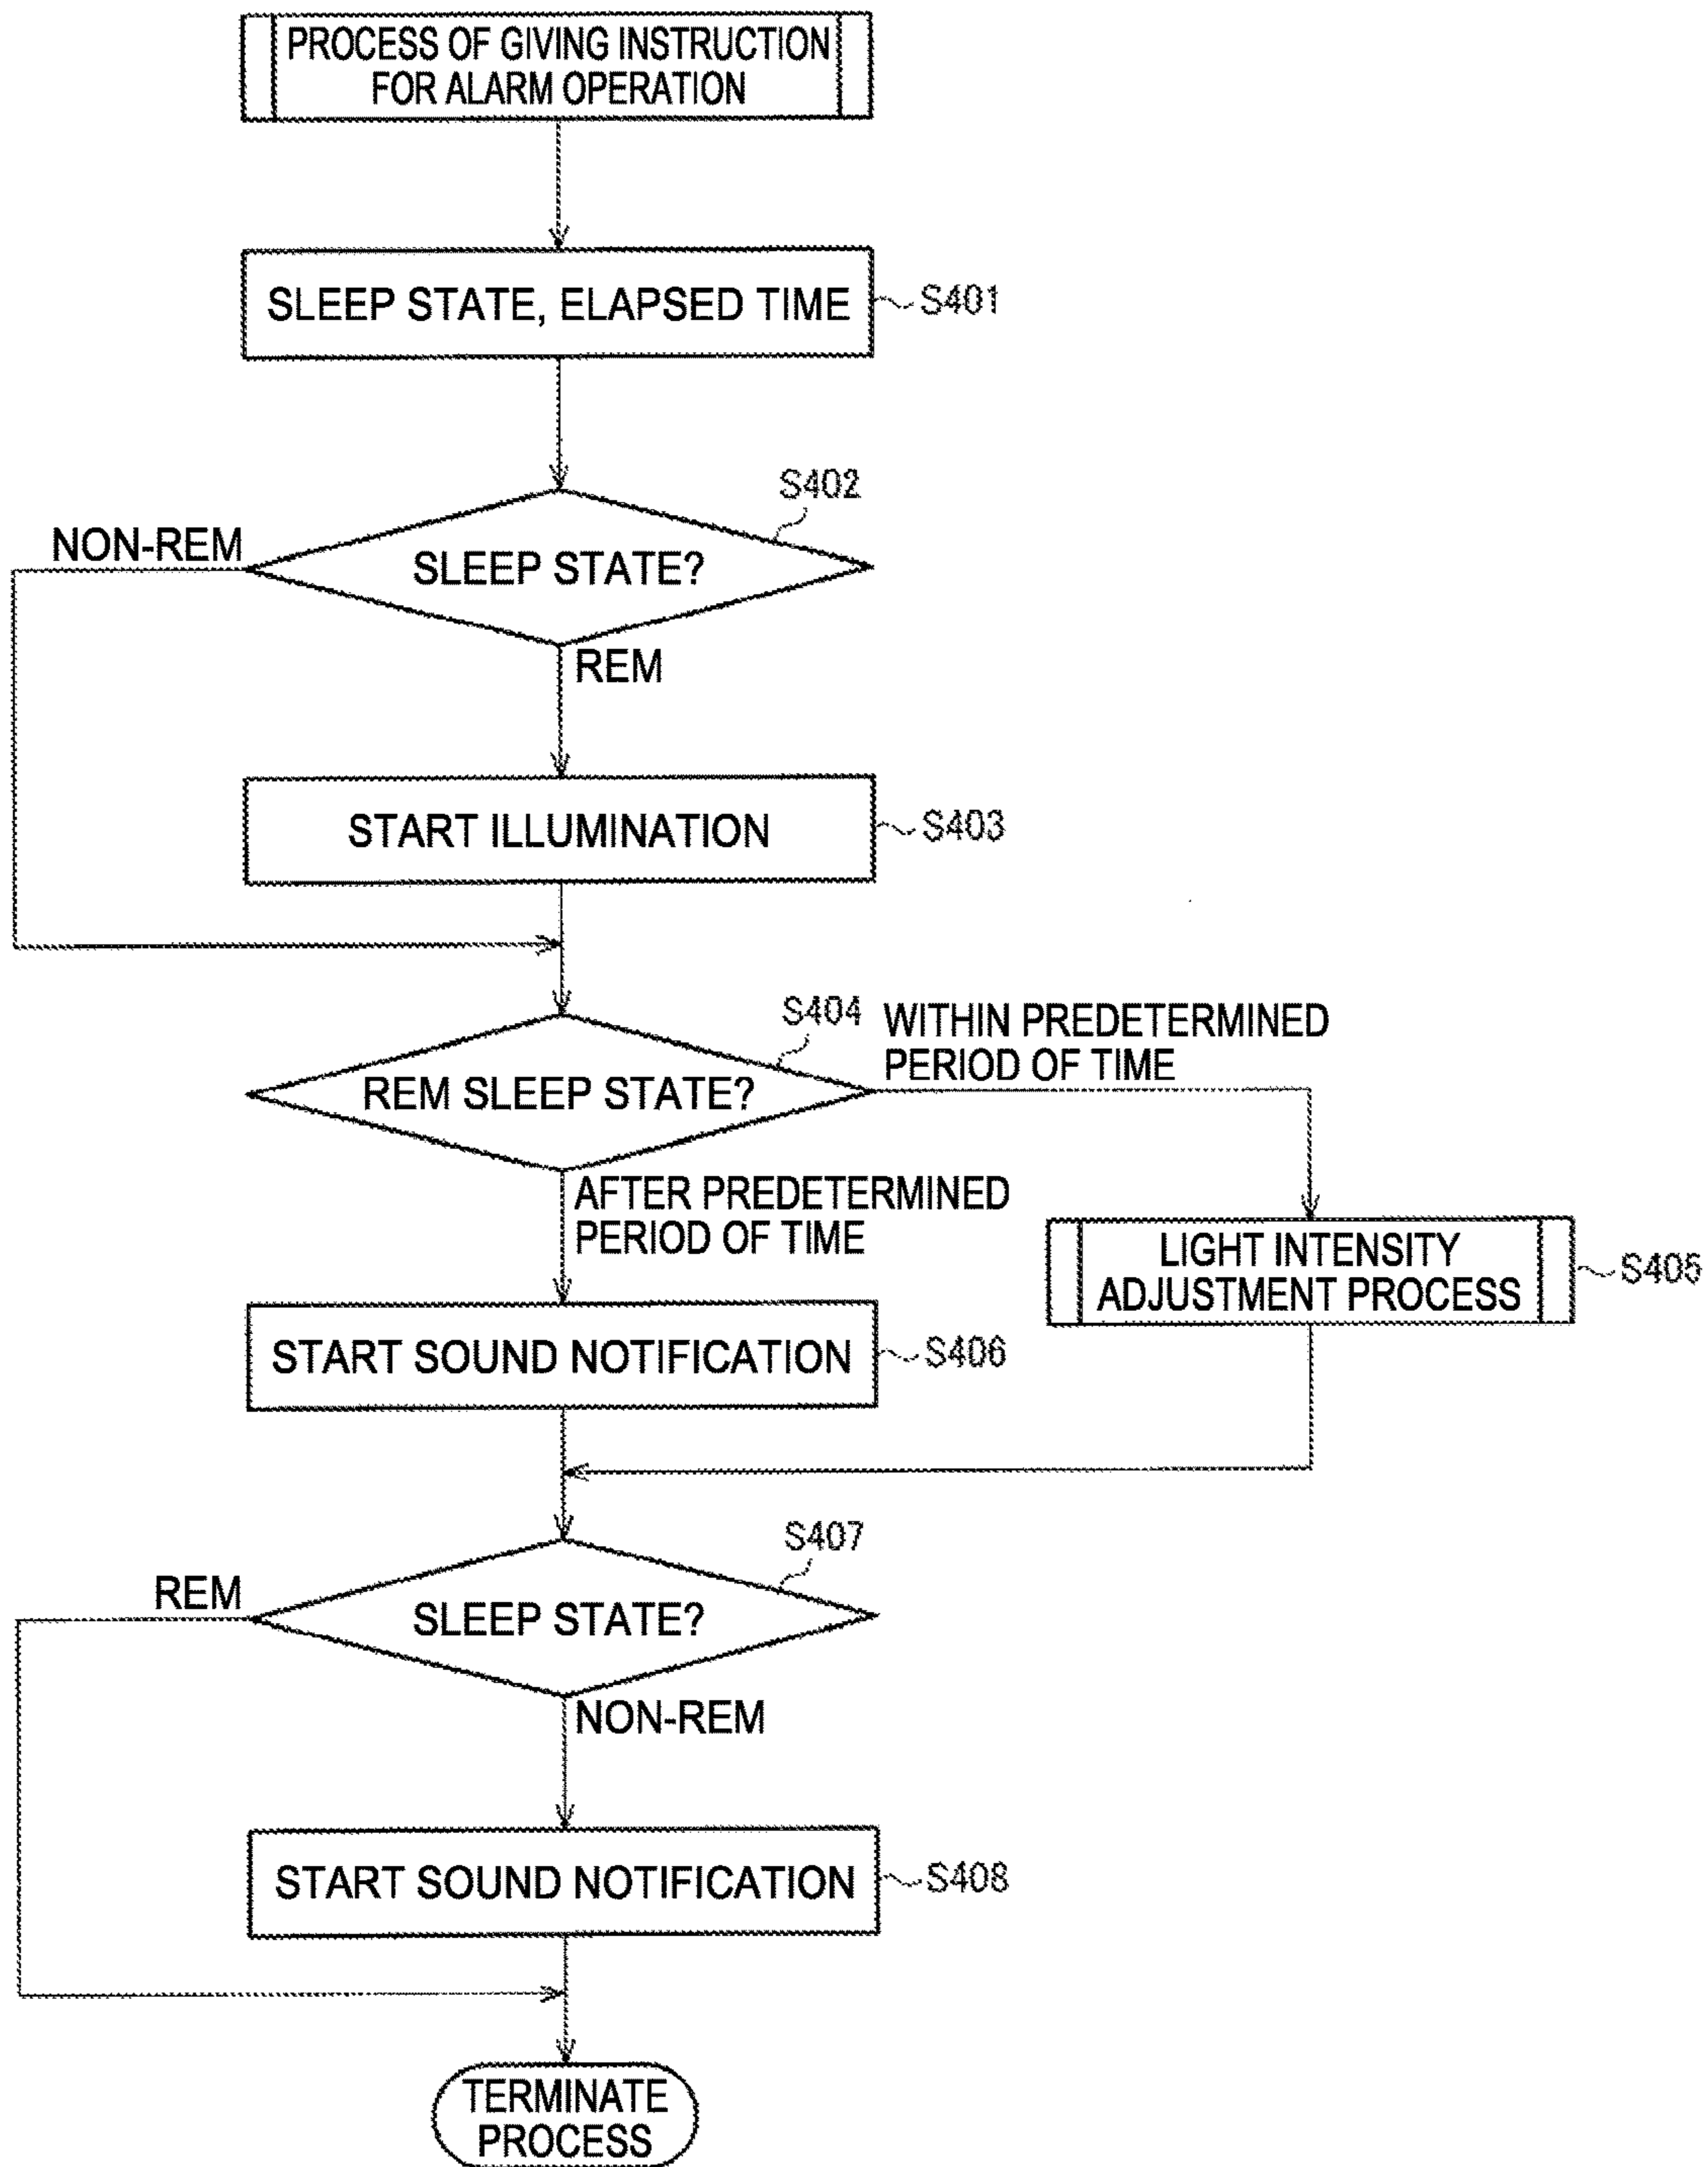 PROCESS OF GIVING INSTRUCTION
FOR ALARM OPERATION
SLEEP STATE, ELAPSED TIME
S401
S402
NON-REM
SLEEP STATE?
REM
START ILLUMINATION
S403
S404
WITHIN PREDETERMINED
PERIOD OF TIME
REM SLEEP STATE?
AFTER PREDETERMINED
PERIOD OF TIME
LIGHT INTENSITY
ADJUSTMENT PROCESS
S405
START SOUND NOTIFICATION
S406
S407
REM
SLEEP STATE?
NON-REM
START SOUND NOTIFICATION
S408
TERMINATE
PROCESS